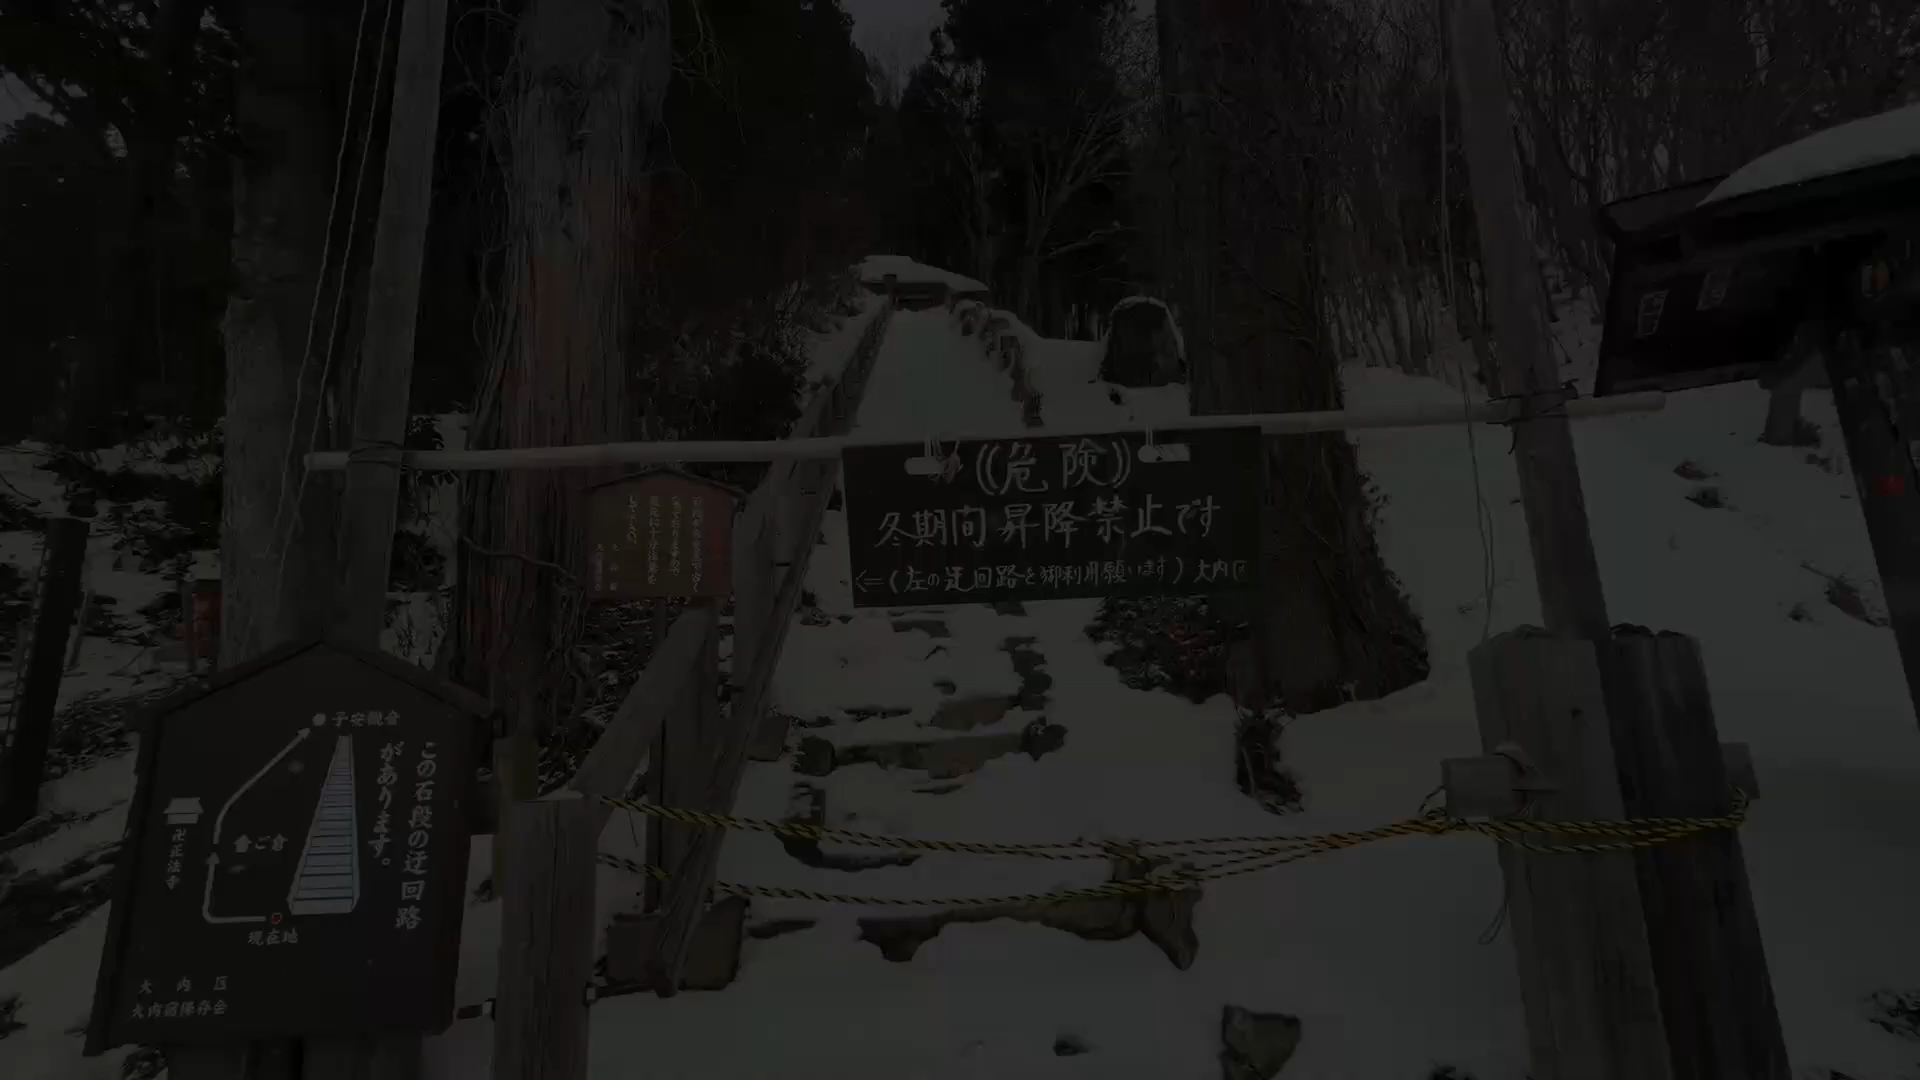 ((危険))
冬期間昇降禁止です
<=(左の迂回路を御利用願います)大内区
この石段の迂回路
があります。
子安観音
卍正法寺
現在地
大内区
大内宿保存会